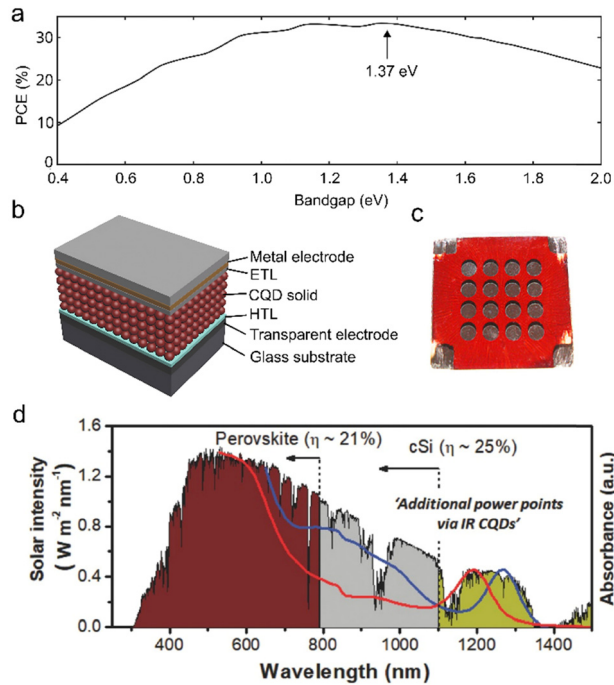 a
PCE (%)
30
20
10
0
1.37 eV
0.4 0.6 0.8 1.0 1.2 1.4 1.6 1.8 2.0
Bandgap (eV)
b
Metal electrode
ETL
CQD solid
HTL
Transparent electrode
Glass substrate
c
d
Solar intensity
( W m⁻² nm⁻¹)
1.6
1.2
0.8
0.4
0.0
Perovskite (η ~ 21%)
cSi (η ~ 25%)
'Additional power points
via IR CQDs'
Absorbance (a.u.)
400 600 800 1000 1200 1400
Wavelength (nm)